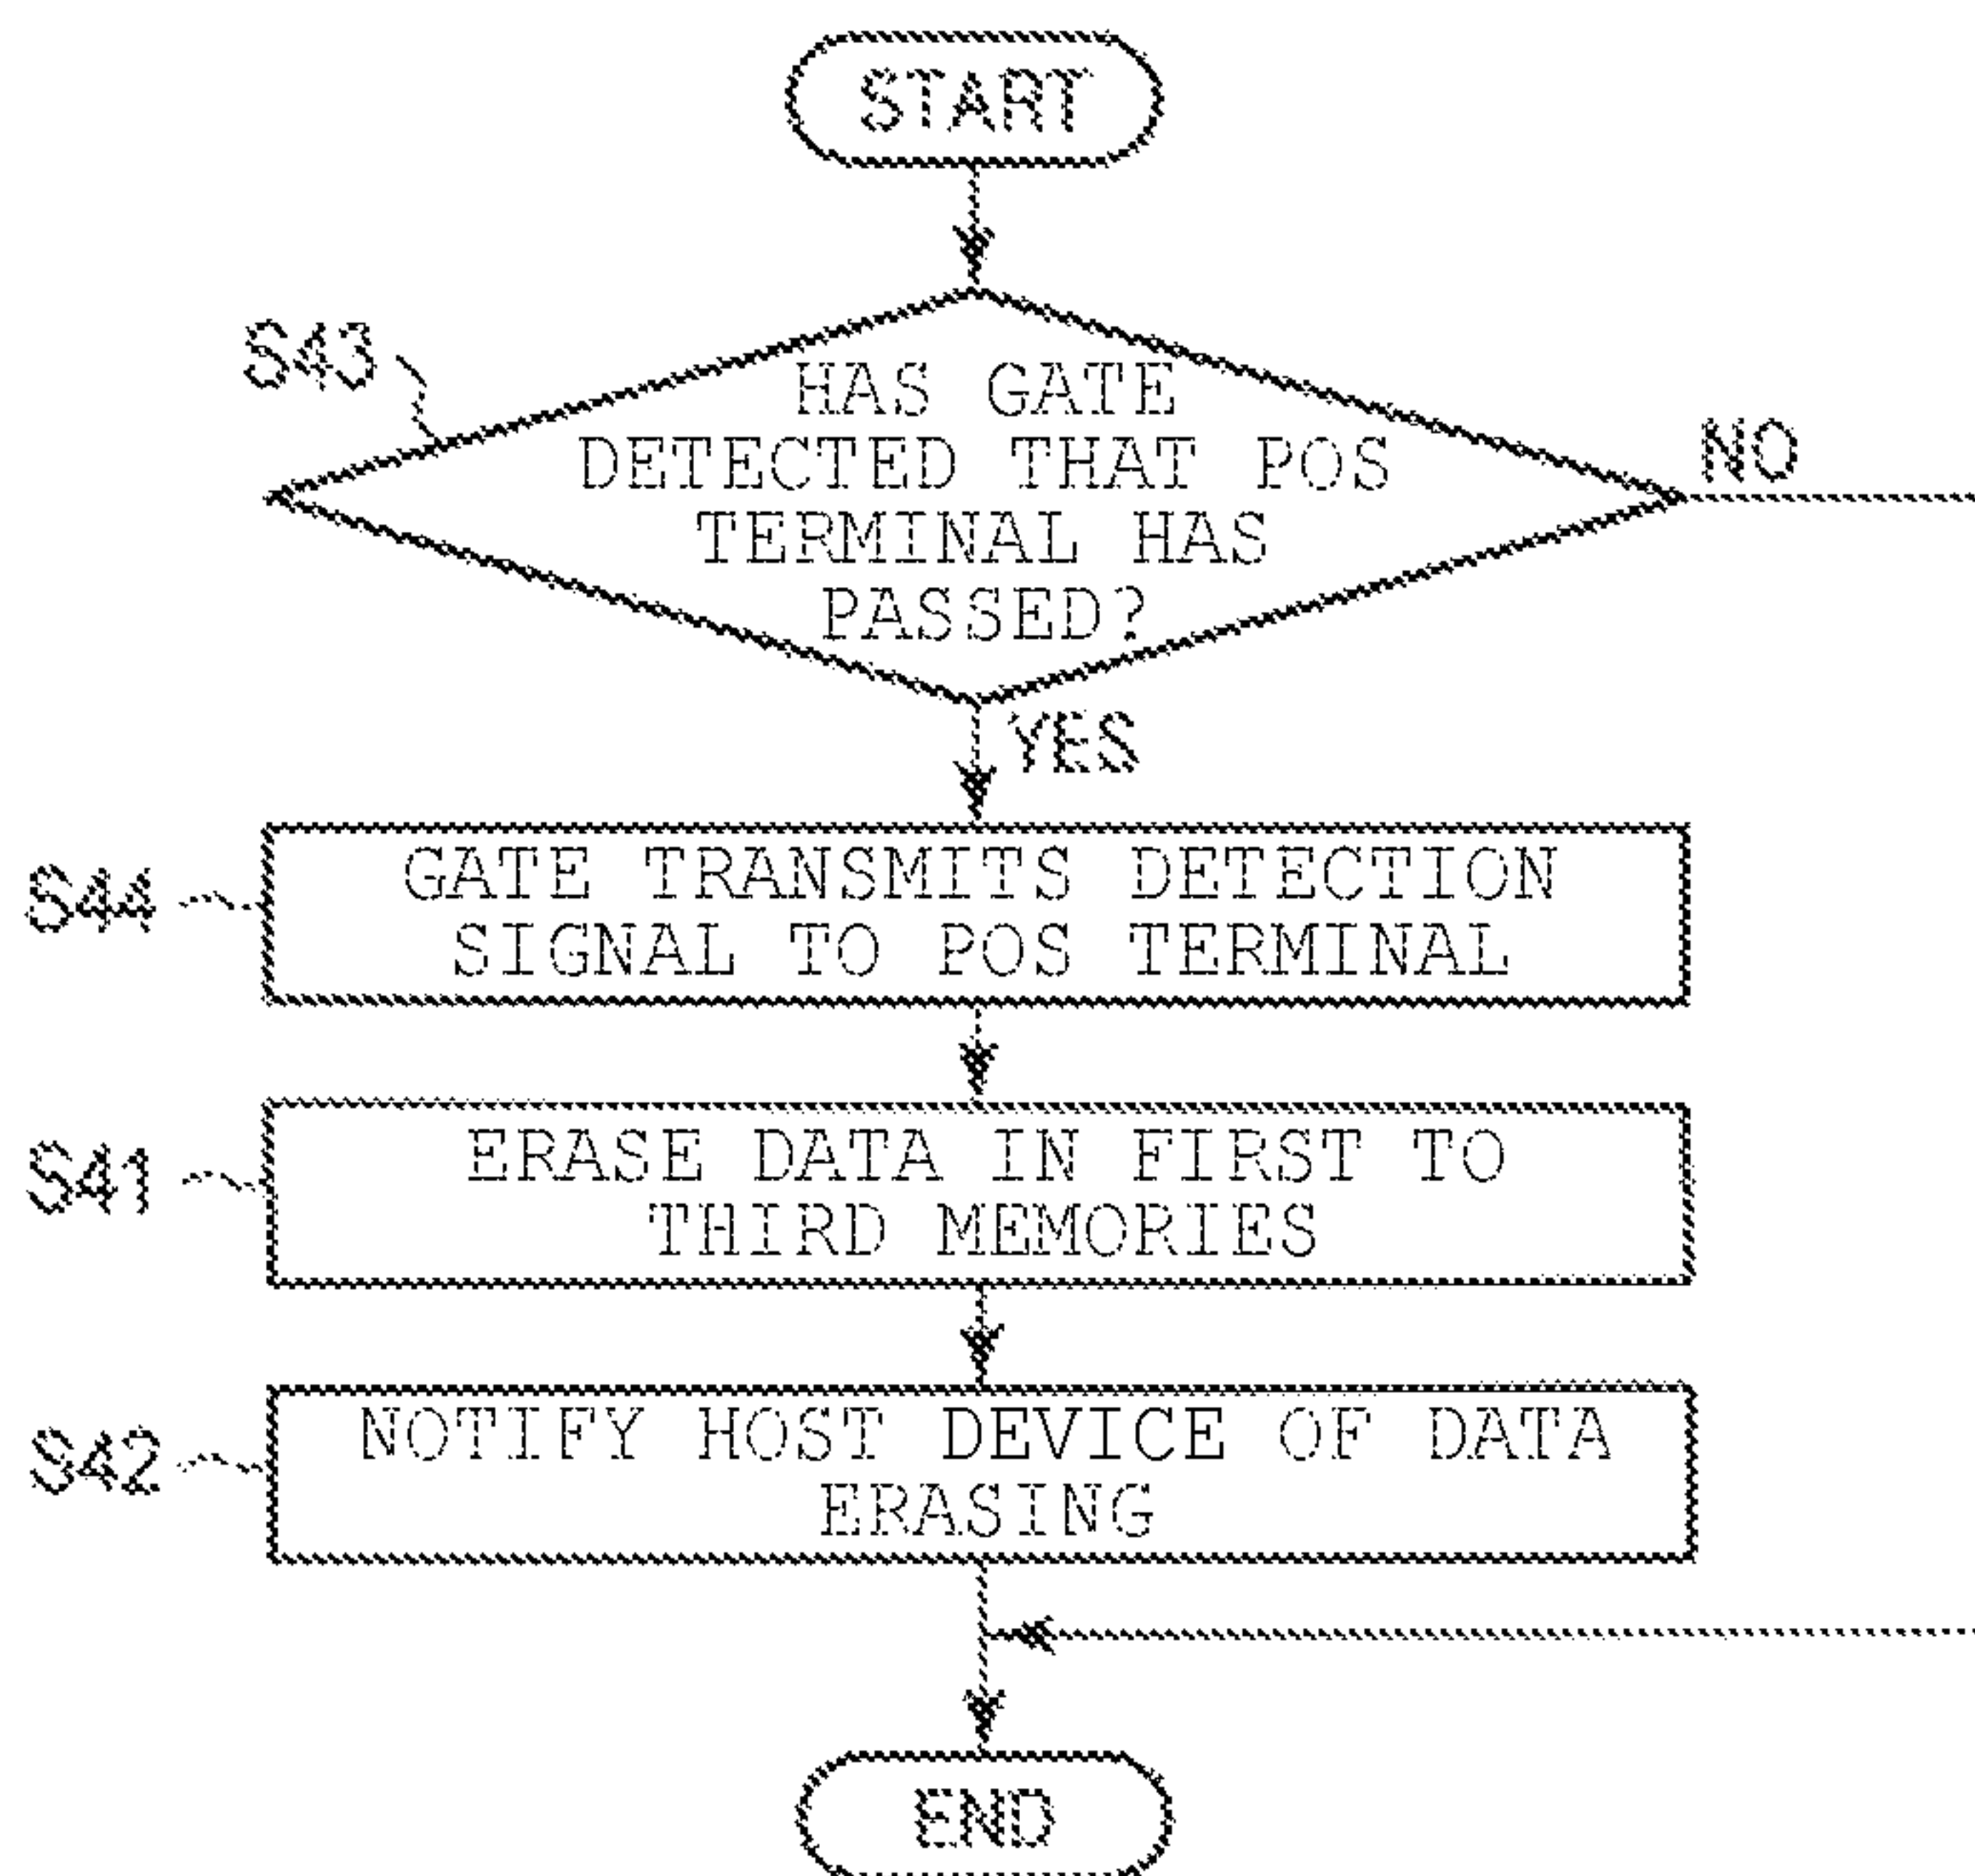 START
S43
HAS GATE
DETECTED THAT POS
TERMINAL HAS
PASSED?
NO
YES
S44
GATE TRANSMITS DETECTION
SIGNAL TO POS TERMINAL
S41
ERASE DATA IN FIRST TO
THIRD MEMORIES
S42
NOTIFY HOST DEVICE OF DATA
ERASING
END